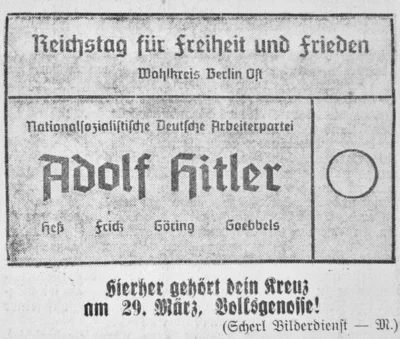 Reichstag für Freiheit und Frieden
Wahlkreis Berlin Ost
Nationalsozialistische Deutsche Arbeiterpartei
Adolf Hitler
Heß Frick Göring Goebbels
Hierher gehört dein Kreuz
am 29. März, Volksgenosse!
(Scherl Bilderdienst — M.)